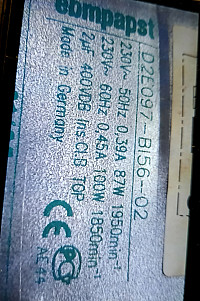 ebmpapst
D2E097-BI56-02
230V~ 50Hz 0.39A 87W 1950min⁻¹
230V~ 60Hz 0.45A 100W 1850min⁻¹
2µF 400VDB ins.Cl.B TOP
Made in Germany
CE